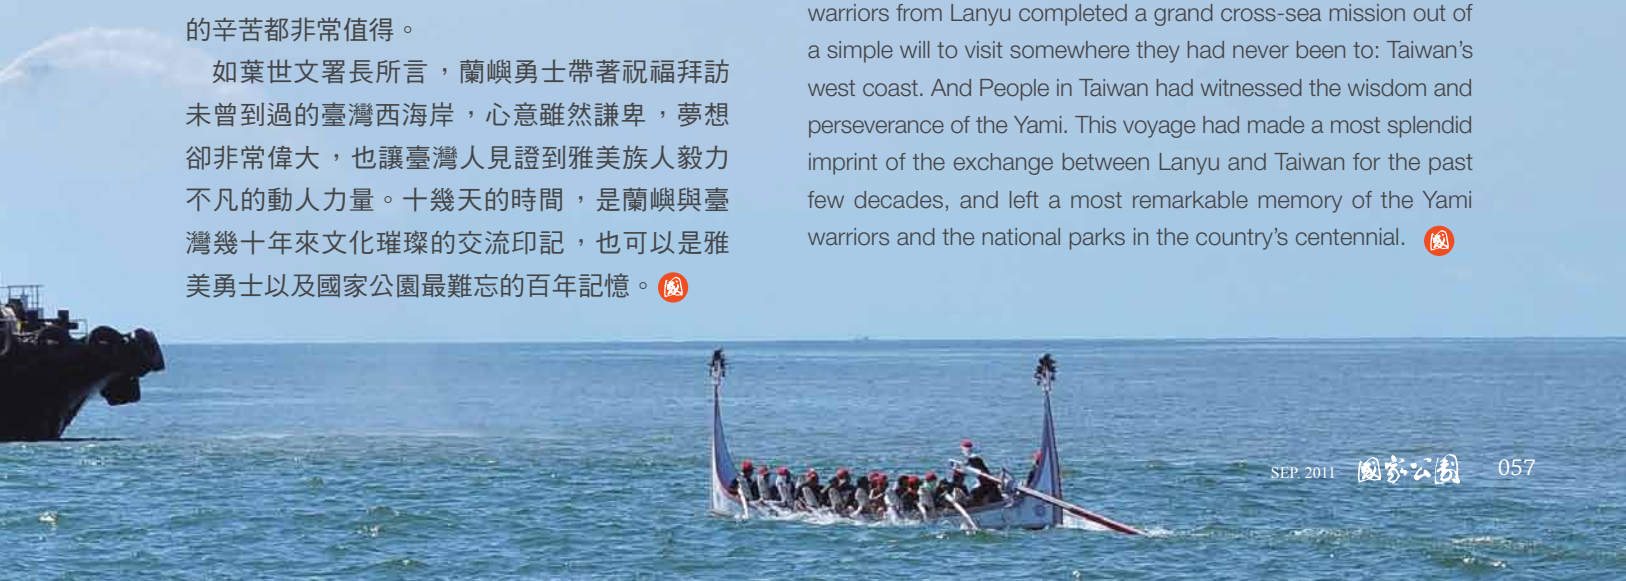 的辛苦都非常值得。
如葉世文署長所言，蘭嶼勇士帶著祝福拜訪
未曾到過的臺灣西海岸，心意雖然謙卑，夢想
卻非常偉大，也讓臺灣人見證到雅美族人毅力
不凡的動人力量。十幾天的時間，是蘭嶼與臺
灣幾十年來文化璀璨的交流印記，也可以是雅
美勇士以及國家公園最難忘的百年記憶。國
warriors from Lanyu completed a grand cross-sea mission out of
a simple will to visit somewhere they had never been to: Taiwan's
west coast. And People in Taiwan had witnessed the wisdom and
perseverance of the Yami. This voyage had made a most splendid
imprint of the exchange between Lanyu and Taiwan for the past
few decades, and left a most remarkable memory of the Yami
warriors and the national parks in the country's centennial. 國
SEP. 2011 國家公園 057